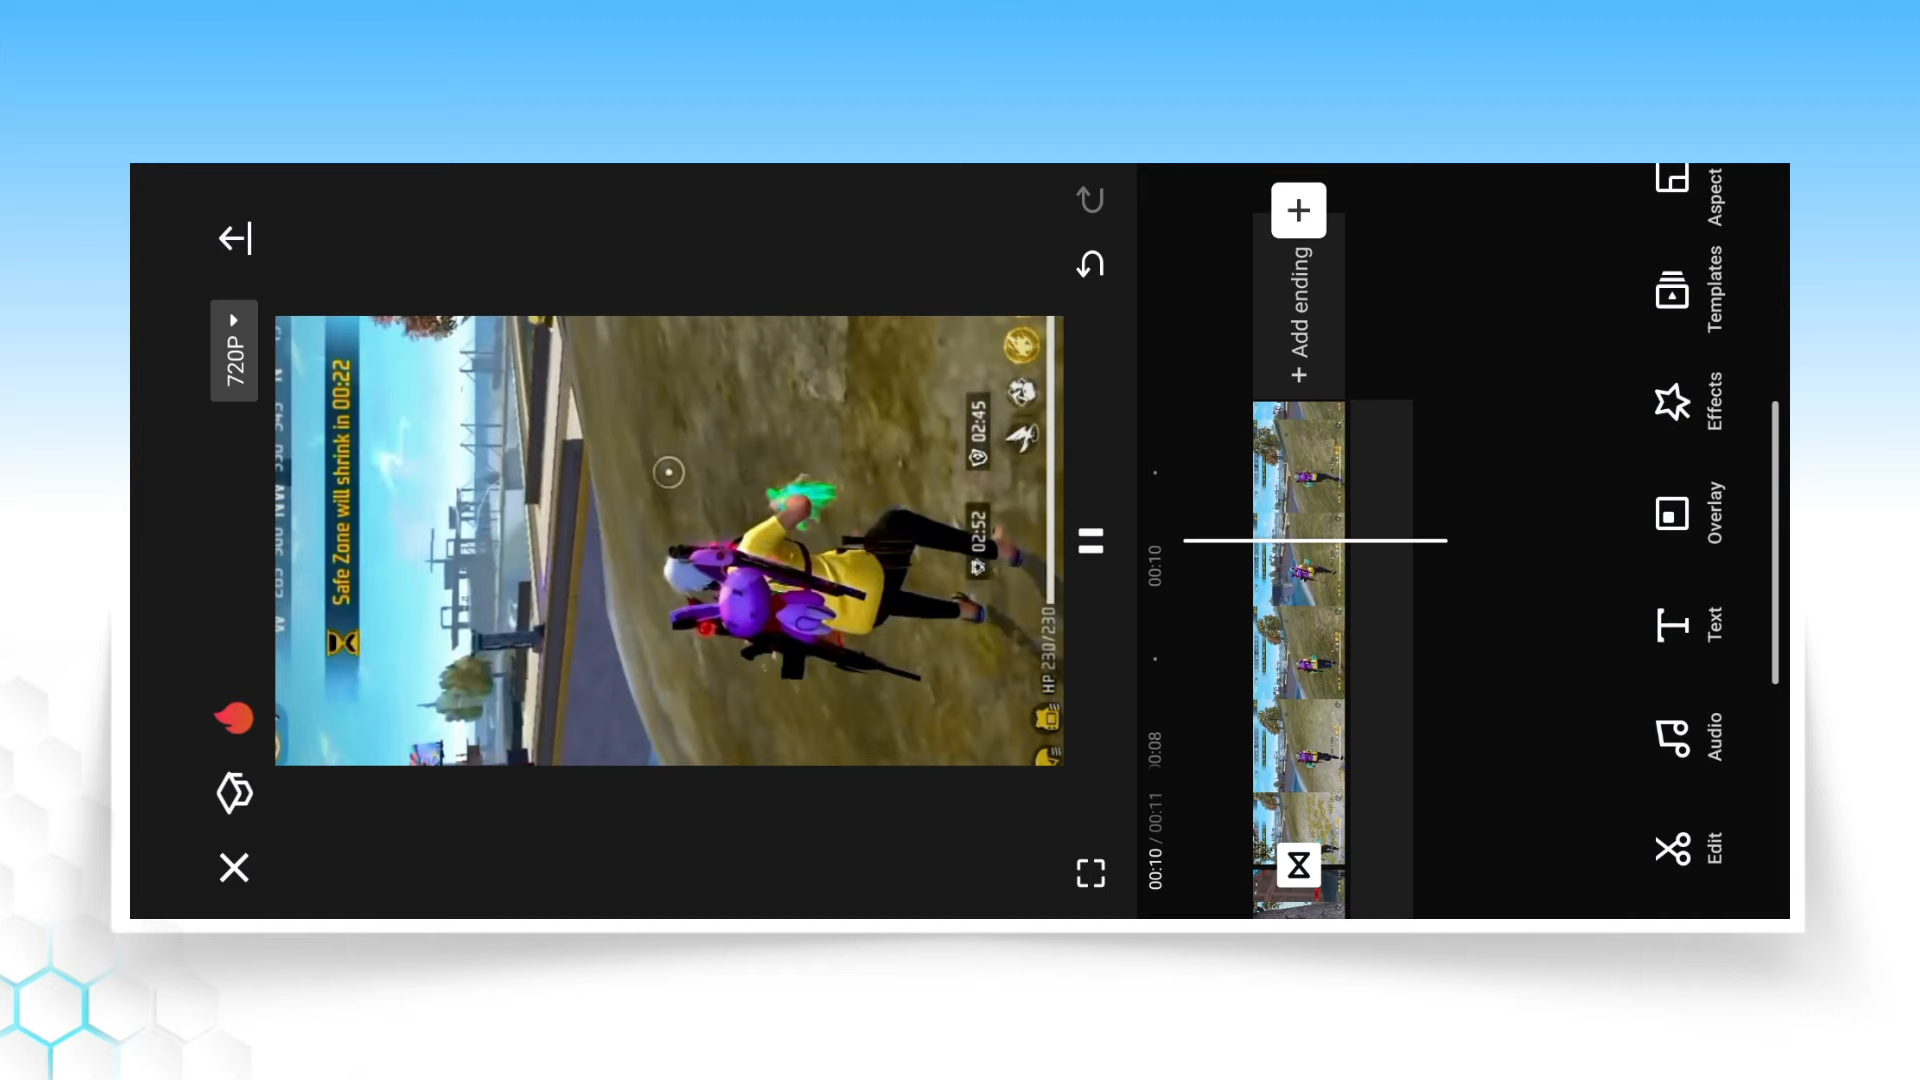 720P
Safe Zone will shrink in 00:22
NW
02:52
02:45
HP 230/230
00:10 / 00:11
00:08
00:10
+ Add ending
+
Edit
Audio
Text
Overlay
Effects
Templates
Aspect